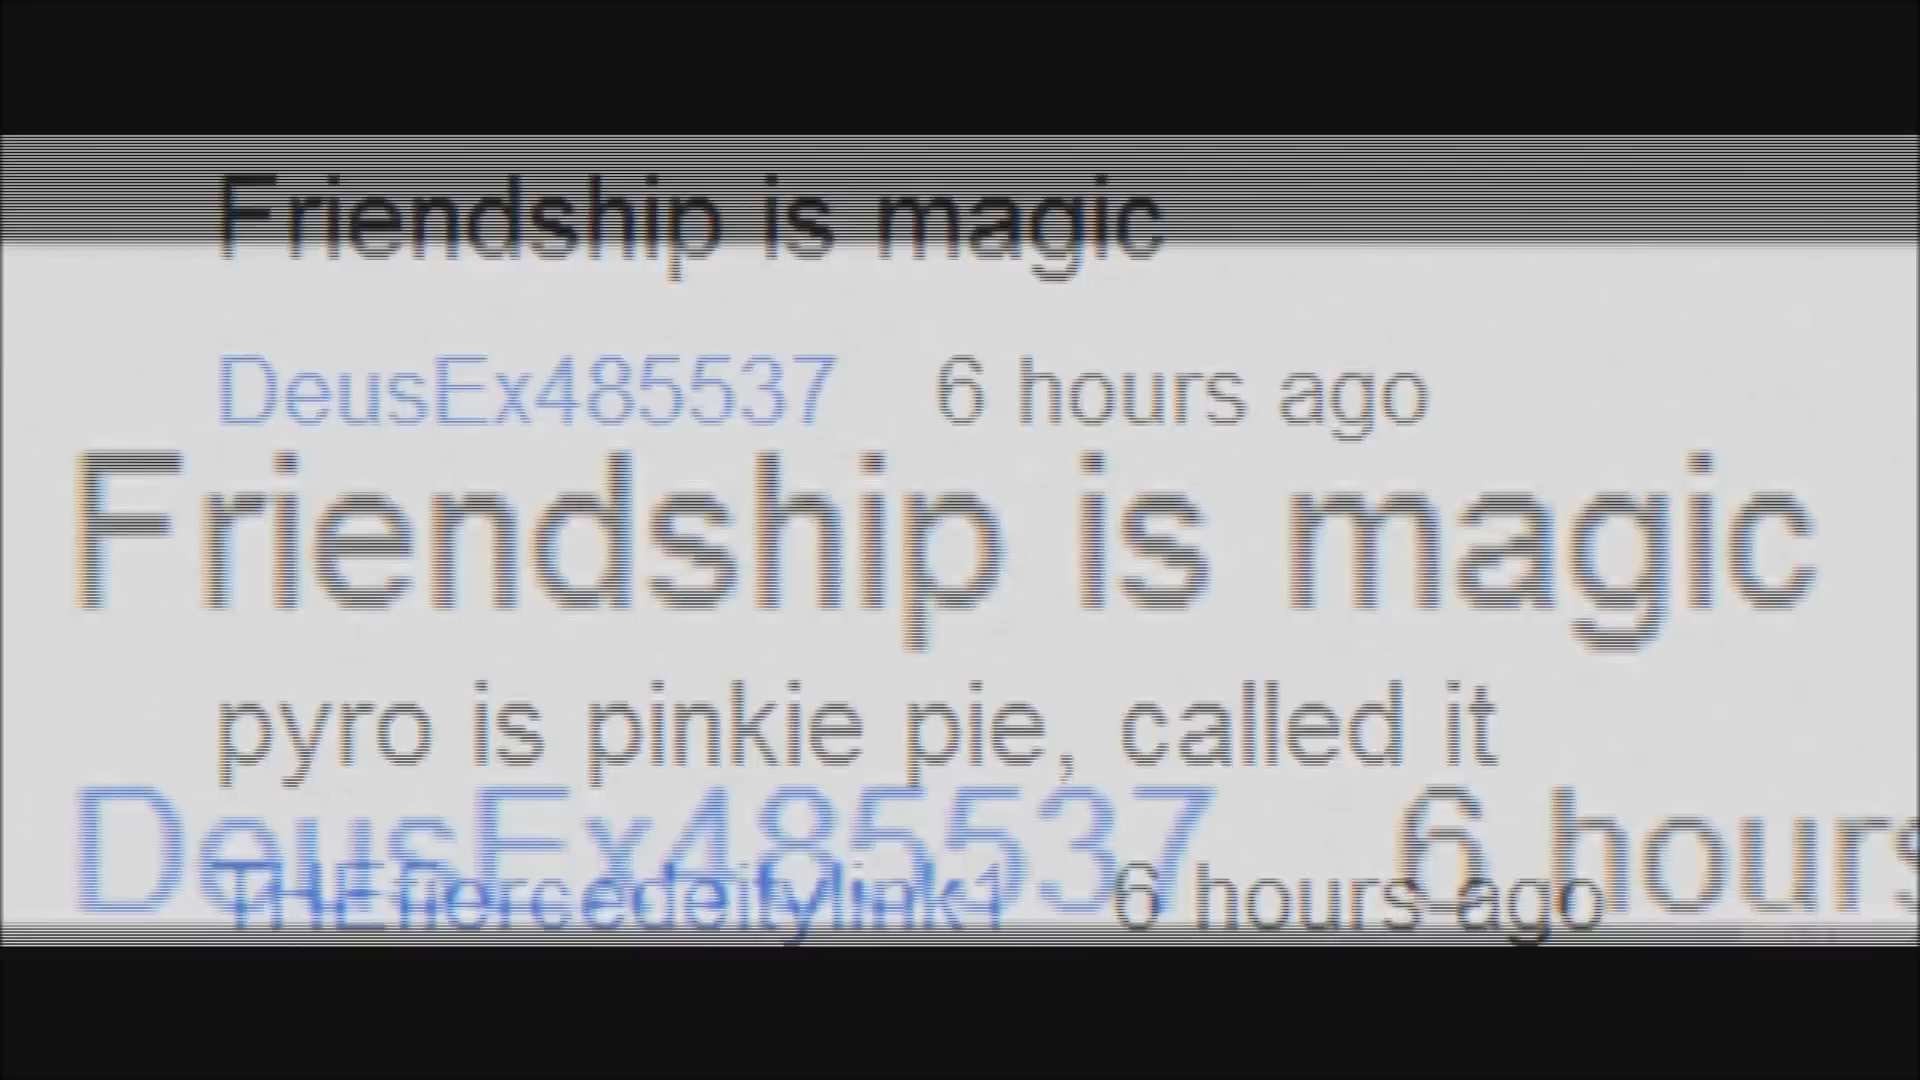 Friendship is magic
DeusEx485537 6 hours ago
Friendship is magic
pyro is pinkie pie, called it
DeusEx485537 6 hours
THEfiercedeitylink1 6 hours ago